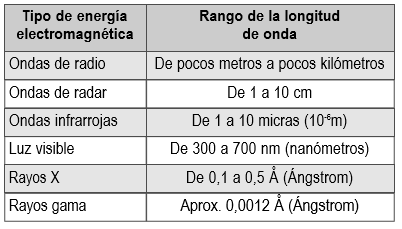 Tipo de energía electromagnética | Rango de la longitud de onda
Ondas de radio | De pocos metros a pocos kilómetros
Ondas de radar | De 1 a 10 cm
Ondas infrarrojas | De 1 a 10 micras (10⁻⁶m)
Luz visible | De 300 a 700 nm (nanómetros)
Rayos X | De 0,1 a 0,5 Å (Ángstrom)
Rayos gama | Aprox. 0,0012 Å (Ángstrom)